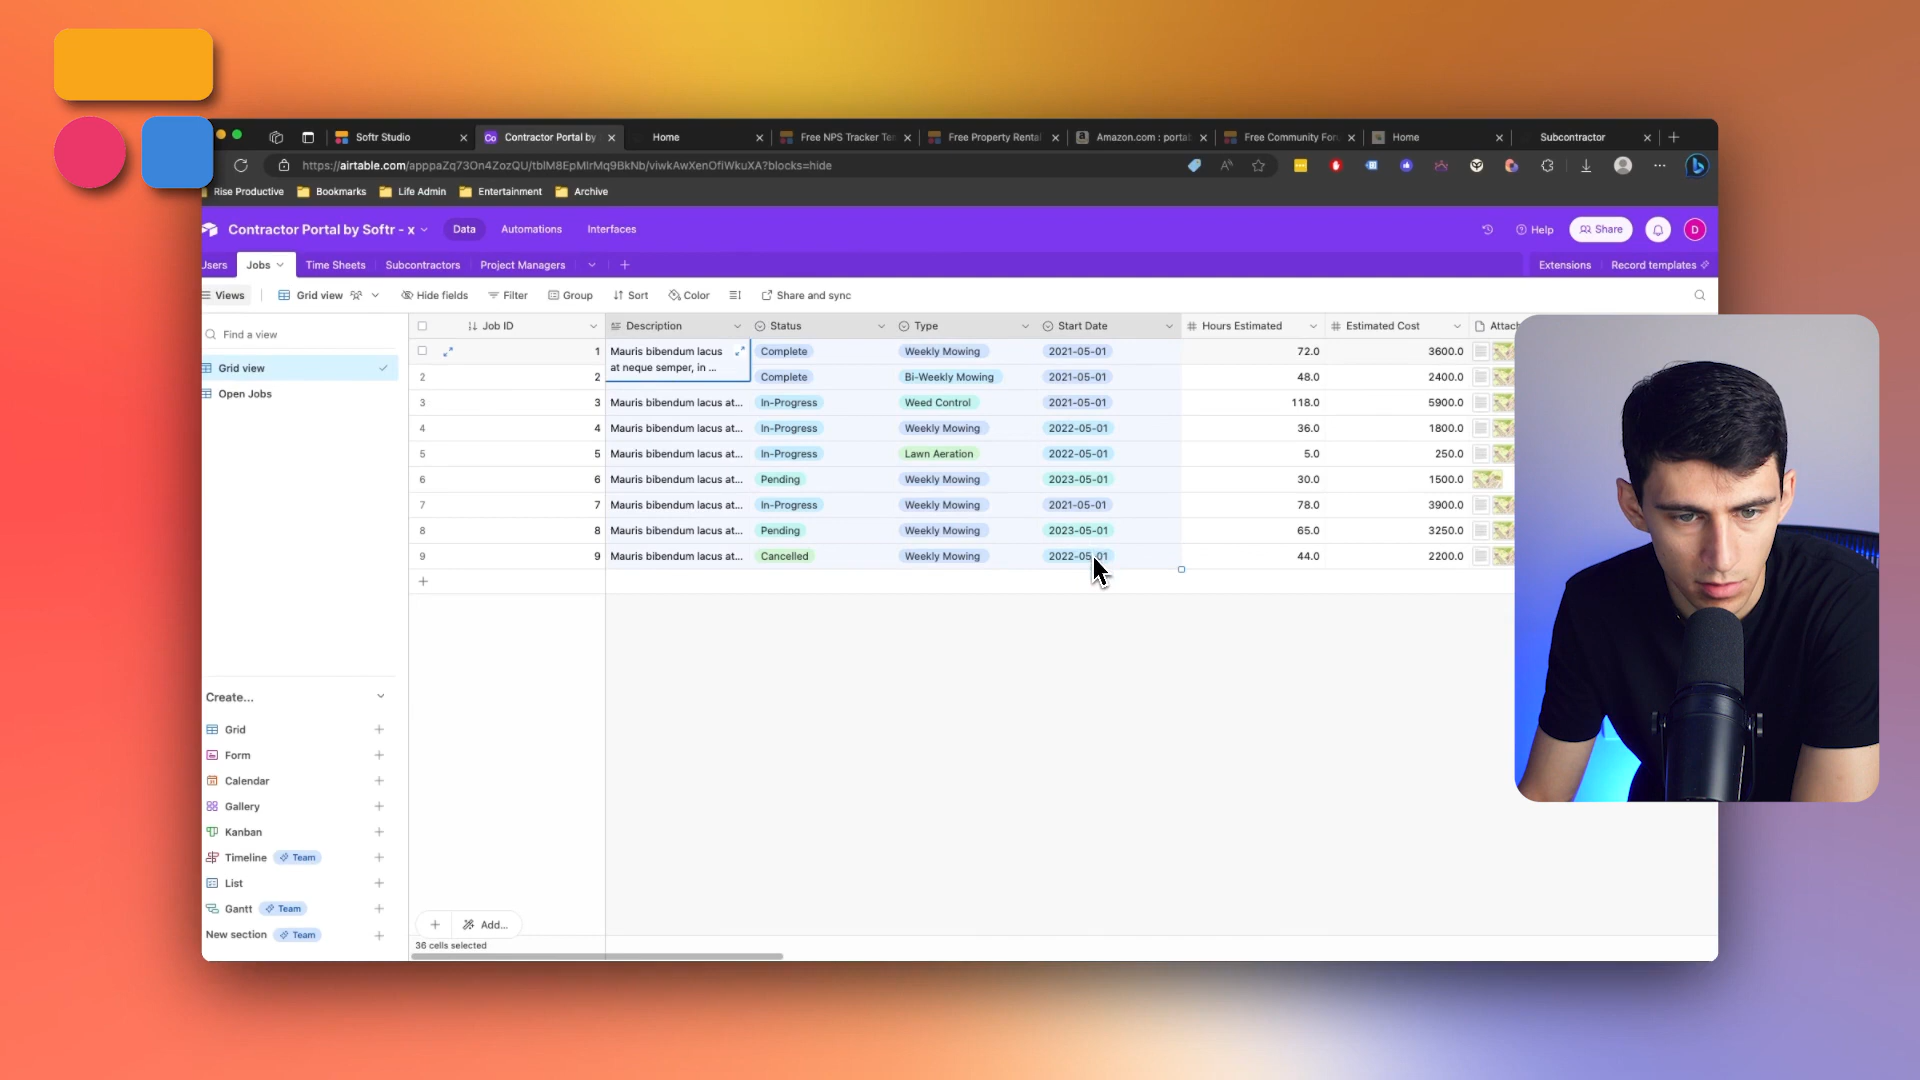 Softr Studio
Co Contractor Portal by
Home
Free NPS Tracker Te
Free Property Rental
Amazon.com : porta
Free Community For
Home
Subcontractor
https://airtable.com/apppaZq73On4ZozQU/tblM8EpMlrMq9BkNb/viwkAwXenOfiWkuXA?blocks=hide
Rise Productive
Bookmarks
Life Admin
Entertainment
Archive
Contractor Portal by Softr - x
Data
Automations
Interfaces
Help
Share
D
Users
Jobs
Time Sheets
Subcontractors
Project Managers
Extensions
Record templates
Views
Grid view
Hide fields
Filter
Group
Sort
Color
Share and sync
Find a view
Grid view
Open Jobs
Job ID Description Status Type Start Date Hours Estimated Estimated Cost Attach
1 Mauris bibendum lacus at neque semper, in ... Complete Weekly Mowing 2021-05-01 72.0 3600.0
2 2 Complete Bi-Weekly Mowing 2021-05-01 48.0 2400.0
3 3 Mauris bibendum lacus at... In-Progress Weed Control 2021-05-01 118.0 5900.0
4 4 Mauris bibendum lacus at... In-Progress Weekly Mowing 2022-05-01 36.0 1800.0
5 5 Mauris bibendum lacus at... In-Progress Lawn Aeration 2022-05-01 5.0 250.0
6 6 Mauris bibendum lacus at... Pending Weekly Mowing 2023-05-01 30.0 1500.0
7 7 Mauris bibendum lacus at... In-Progress Weekly Mowing 2021-05-01 78.0 3900.0
8 8 Mauris bibendum lacus at... Pending Weekly Mowing 2023-05-01 65.0 3250.0
9 9 Mauris bibendum lacus at... Cancelled Weekly Mowing 2022-05-01 44.0 2200.0
Create...
Grid
Form
Calendar
Gallery
Kanban
Timeline Team
List
Gantt Team
New section Team
Add...
36 cells selected